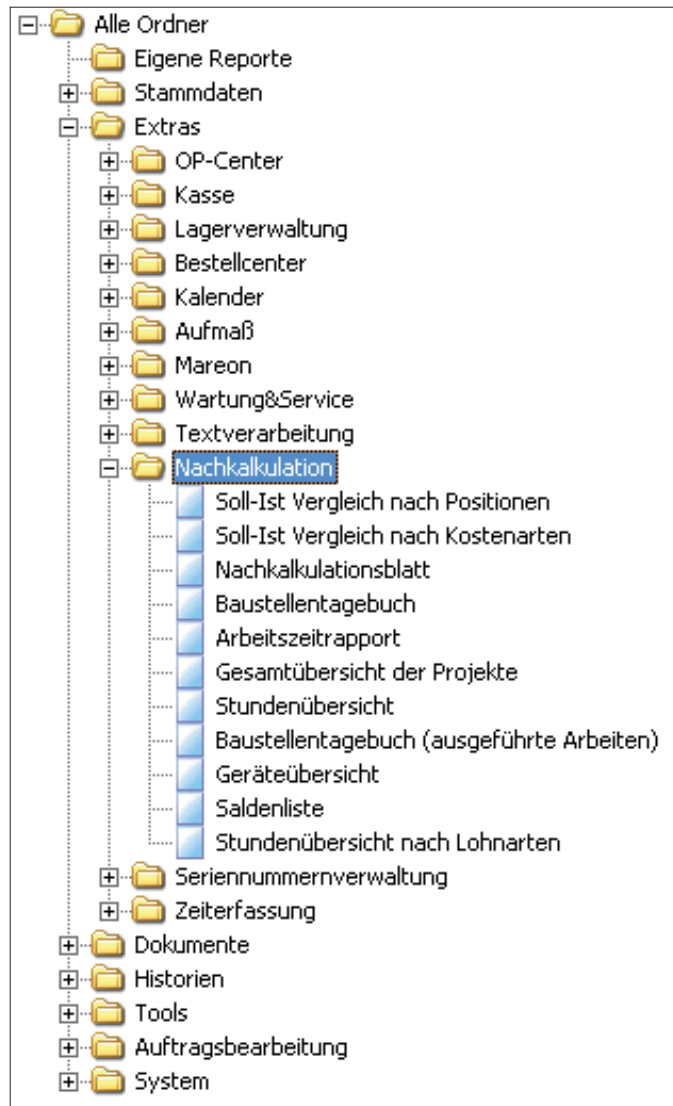 Alle Ordner
Eigene Reporte
Stammdaten
Extras
OP-Center
Kasse
Lagerverwaltung
Bestellcenter
Kalender
Aufmaß
Mareon
Wartung&Service
Textverarbeitung
Nachkalkulation
Soll-Ist Vergleich nach Positionen
Soll-Ist Vergleich nach Kostenarten
Nachkalkulationsblatt
Baustellentagebuch
Arbeitszeitrapport
Gesamtübersicht der Projekte
Stundenübersicht
Baustellentagebuch (ausgeführte Arbeiten)
Geräteübersicht
Saldenliste
Stundenübersicht nach Lohnarten
Seriennummernverwaltung
Zeiterfassung
Dokumente
Historien
Tools
Auftragsbearbeitung
System